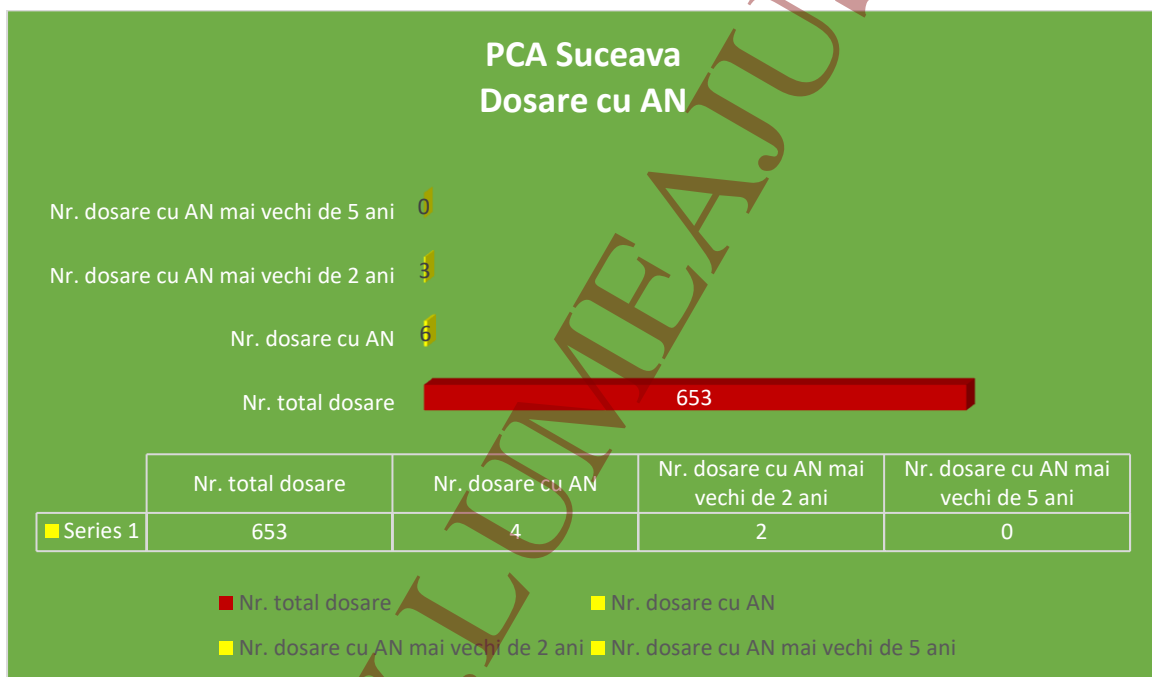 PCA Suceava
Dosare cu AN
Nr. dosare cu AN mai vechi de 5 ani 0
Nr. dosare cu AN mai vechi de 2 ani 3
Nr. dosare cu AN 6
Nr. total dosare 653
Nr. total dosare Nr. dosare cu AN Nr. dosare cu AN mai vechi de 2 ani Nr. dosare cu AN mai vechi de 5 ani
Series 1 653 4 2 0
Nr. total dosare Nr. dosare cu AN
Nr. dosare cu AN mai vechi de 2 ani Nr. dosare cu AN mai vechi de 5 ani
LUMEAJU